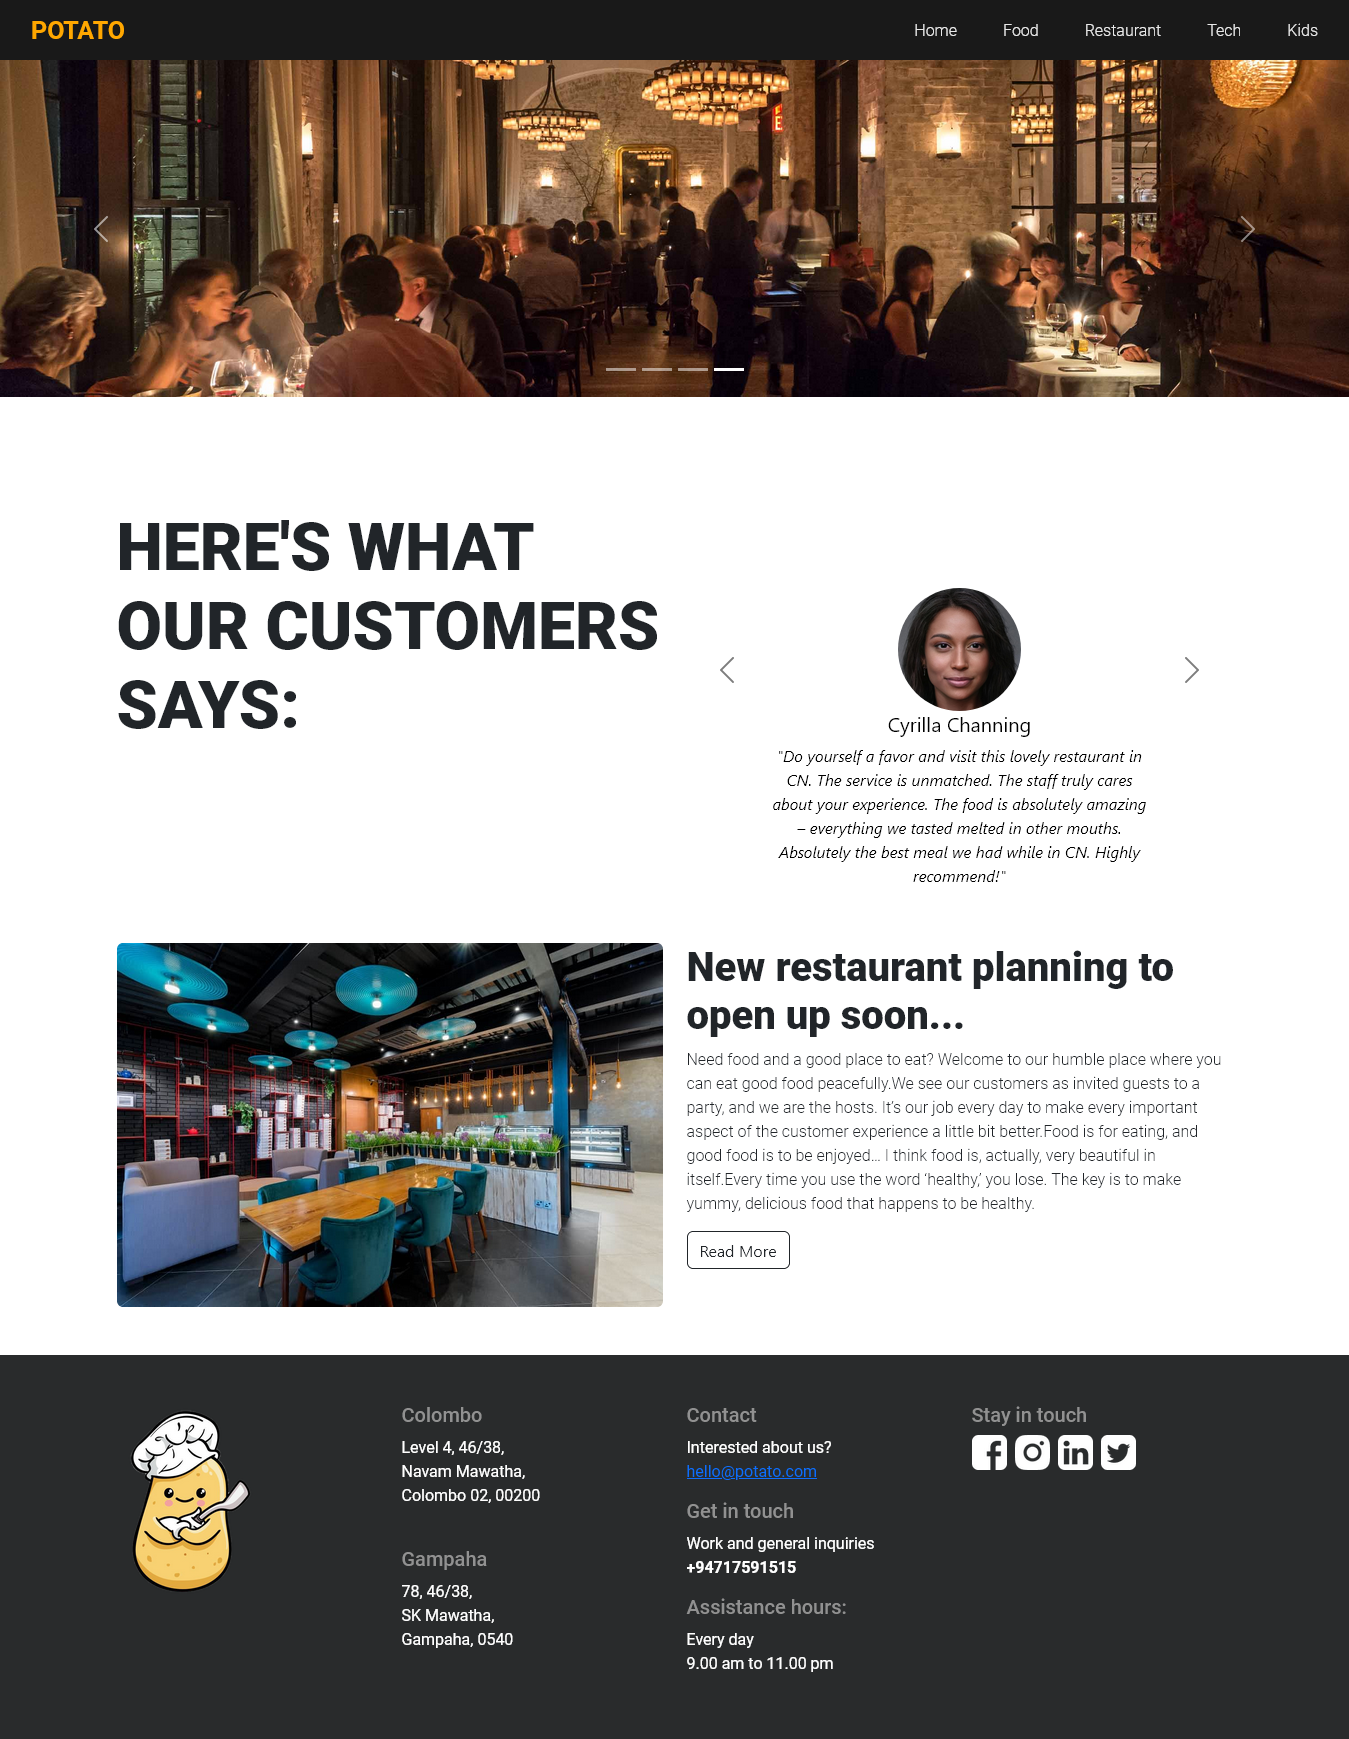 POTATO
Home Food Restaurant Tech Kids
HERE'S WHAT
OUR CUSTOMERS
SAYS:
Cyrilla Channing
"Do yourself a favor and visit this lovely restaurant in
CN. The service is unmatched. The staff truly cares
about your experience. The food is absolutely amazing
– everything we tasted melted in other mouths.
Absolutely the best meal we had while in CN. Highly
recommend!"
New restaurant planning to
open up soon...
Need food and a good place to eat? Welcome to our humble place where you
can eat good food peacefully.We see our customers as invited guests to a
party, and we are the hosts. It’s our job every day to make every important
aspect of the customer experience a little bit better.Food is for eating, and
good food is to be enjoyed… I think food is, actually, very beautiful in
itself.Every time you use the word ‘healthy,’ you lose. The key is to make
yummy, delicious food that happens to be healthy.
Read More
Colombo
Level 4, 46/38,
Navam Mawatha,
Colombo 02, 00200
Gampaha
78, 46/38,
SK Mawatha,
Gampaha, 0540
Contact
Interested about us?
hello@potato.com
Get in touch
Work and general inquiries
+94717591515
Assistance hours:
Every day
9.00 am to 11.00 pm
Stay in touch